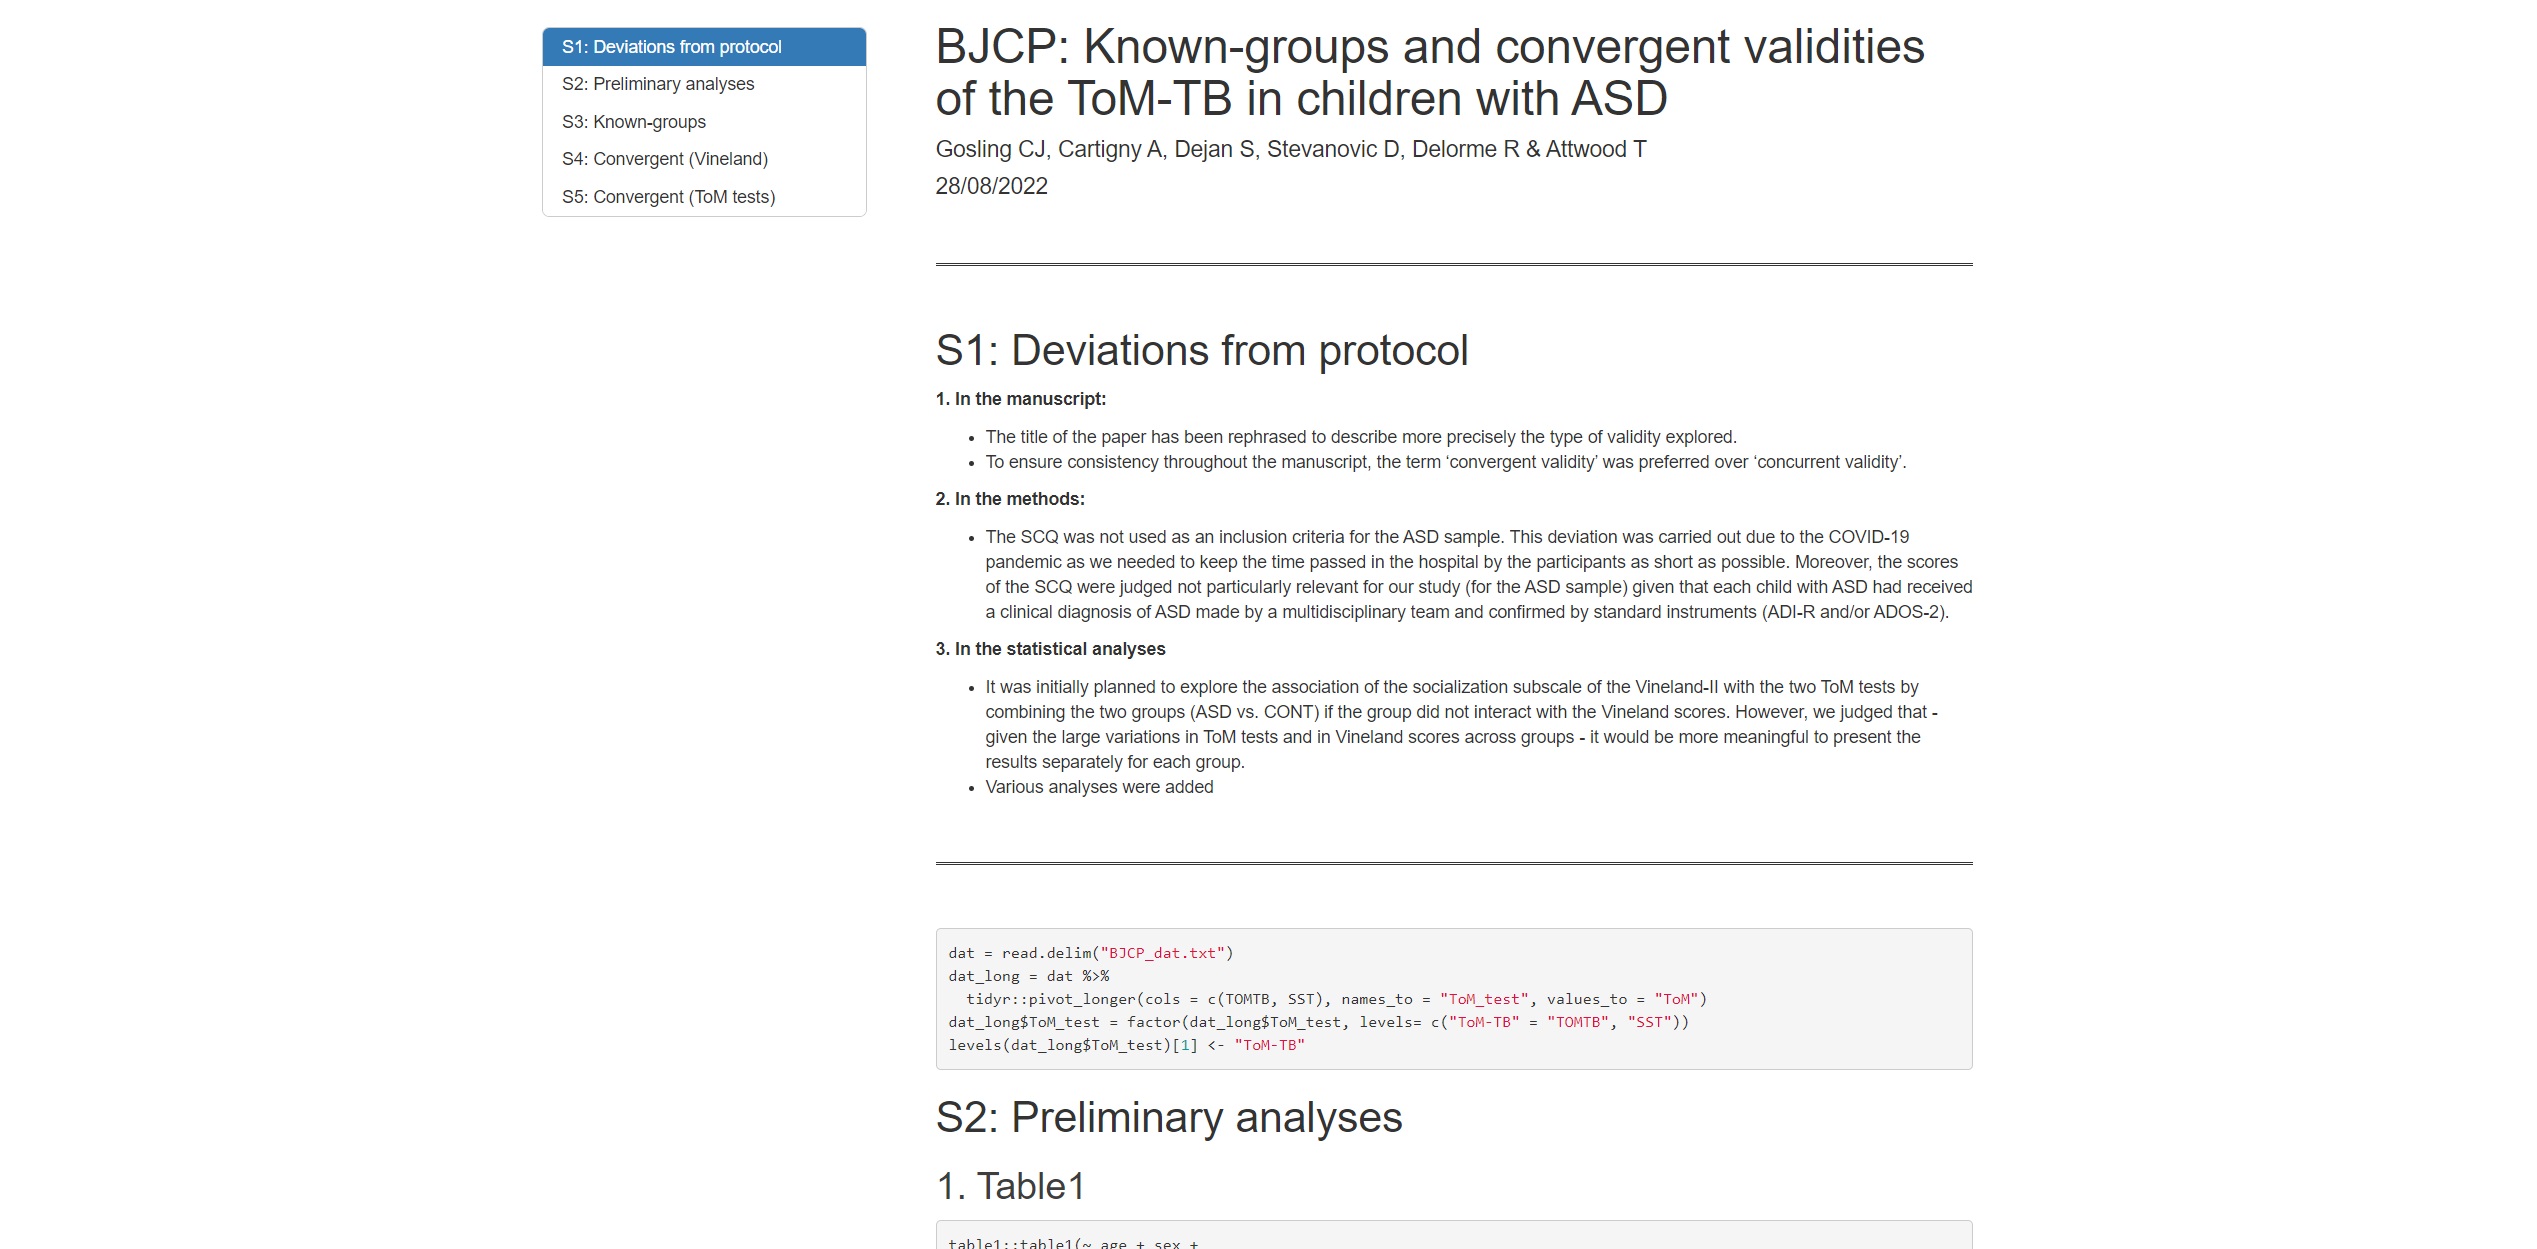 S1: Deviations from protocol
S2: Preliminary analyses
S3: Known-groups
S4: Convergent (Vineland)
S5: Convergent (ToM tests)
BJCP: Known-groups and convergent validities
of the ToM-TB in children with ASD
Gosling CJ, Cartigny A, Dejan S, Stevanovic D, Delorme R & Attwood T
28/08/2022
S1: Deviations from protocol
1. In the manuscript:
• The title of the paper has been rephrased to describe more precisely the type of validity explored.
• To ensure consistency throughout the manuscript, the term ‘convergent validity’ was preferred over ‘concurrent validity’.
2. In the methods:
• The SCQ was not used as an inclusion criteria for the ASD sample. This deviation was carried out due to the COVID-19
pandemic as we needed to keep the time passed in the hospital by the participants as short as possible. Moreover, the scores
of the SCQ were judged not particularly relevant for our study (for the ASD sample) given that each child with ASD had received
a clinical diagnosis of ASD made by a multidisciplinary team and confirmed by standard instruments (ADI-R and/or ADOS-2).
3. In the statistical analyses
• It was initially planned to explore the association of the socialization subscale of the Vineland-II with the two ToM tests by
combining the two groups (ASD vs. CONT) if the group did not interact with the Vineland scores. However, we judged that -
given the large variations in ToM tests and in Vineland scores across groups - it would be more meaningful to present the
results separately for each group.
• Various analyses were added
dat = read.delim("BJCP_dat.txt")
dat_long = dat %>%
  tidyr::pivot_longer(cols = c(TOMTB, SST), names_to = "ToM_test", values_to = "ToM")
dat_long$ToM_test = factor(dat_long$ToM_test, levels= c("ToM-TB" = "TOMTB", "SST"))
levels(dat_long$ToM_test)[1] <- "ToM-TB"
S2: Preliminary analyses
1. Table1
table1::table1(~ age + sex +